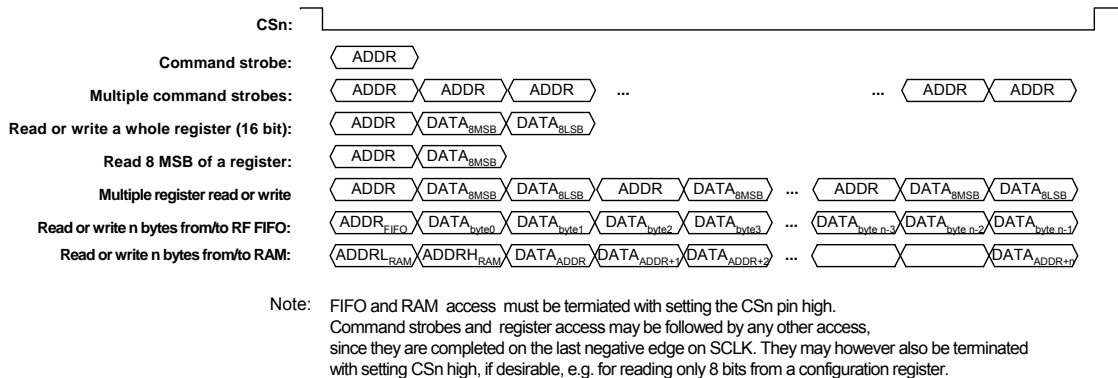 CSn:
Command strobe: ADDR
Multiple command strobes: ADDR ADDR ADDR ... ... ADDR ADDR
Read or write a whole register (16 bit): ADDR DATA8MSB DATA8LSB
Read 8 MSB of a register: ADDR DATA8MSB
Multiple register read or write ADDR DATA8MSB DATA8LSB ADDR DATA8MSB ... ADDR DATA8MSB DATA8LSB
Read or write n bytes from/to RF FIFO: ADDRFIFO DATAbyte0 DATAbyte1 DATAbyte2 DATAbyte3 ... DATAbyte n-3 DATAbyte n-2 DATAbyte n-1
Read or write n bytes from/to RAM: ADDRLRAM ADDRHRAM DATAADDR DATAADDR+1 DATAADDR+2 ... DATAADDR+n
Note: FIFO and RAM access must be termiated with setting the CSn pin high.
Command strobes and register access may be followed by any other access,
since they are completed on the last negative edge on SCLK. They may however also be terminated
with setting CSn high, if desirable, e.g. for reading only 8 bits from a configuration register.